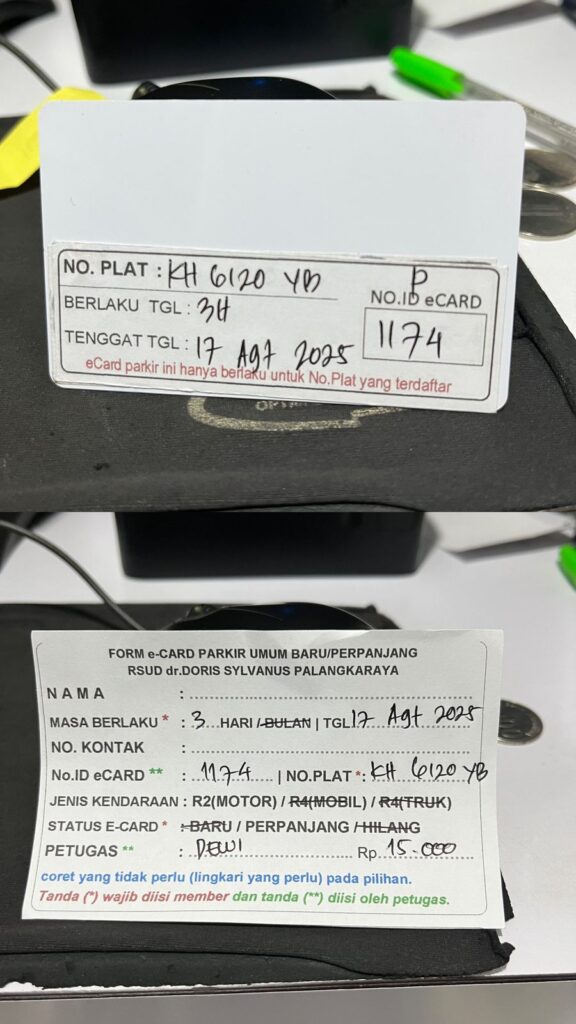 NO. PLAT : KH 6120 YB
P
NO.ID eCARD
BERLAKU TGL : 3H
1174
TENGGAT TGL : 17 Agt 2025
eCard parkir ini hanya berlaku untuk No.Plat yang terdaftar
FORM e-CARD PARKIR UMUM BARU/PERPANJANG
RSUD dr.DORIS SYLVANUS PALANGKARAYA
NAMA :
MASA BERLAKU * : 3 HARI / BULAN | TGL 17 Agt 2025
NO. KONTAK :
No.ID eCARD ** : 1174 | NO.PLAT * : KH 6120 YB
JENIS KENDARAAN : R2(MOTOR) / R4(MOBIL) / R4(TRUK)
STATUS E-CARD * : BARU / PERPANJANG / HILANG
PETUGAS ** : DEWI Rp 15.000
coret yang tidak perlu (lingkari yang perlu) pada pilihan.
Tanda (*) wajib diisi member dan tanda (**) diisi oleh petugas.